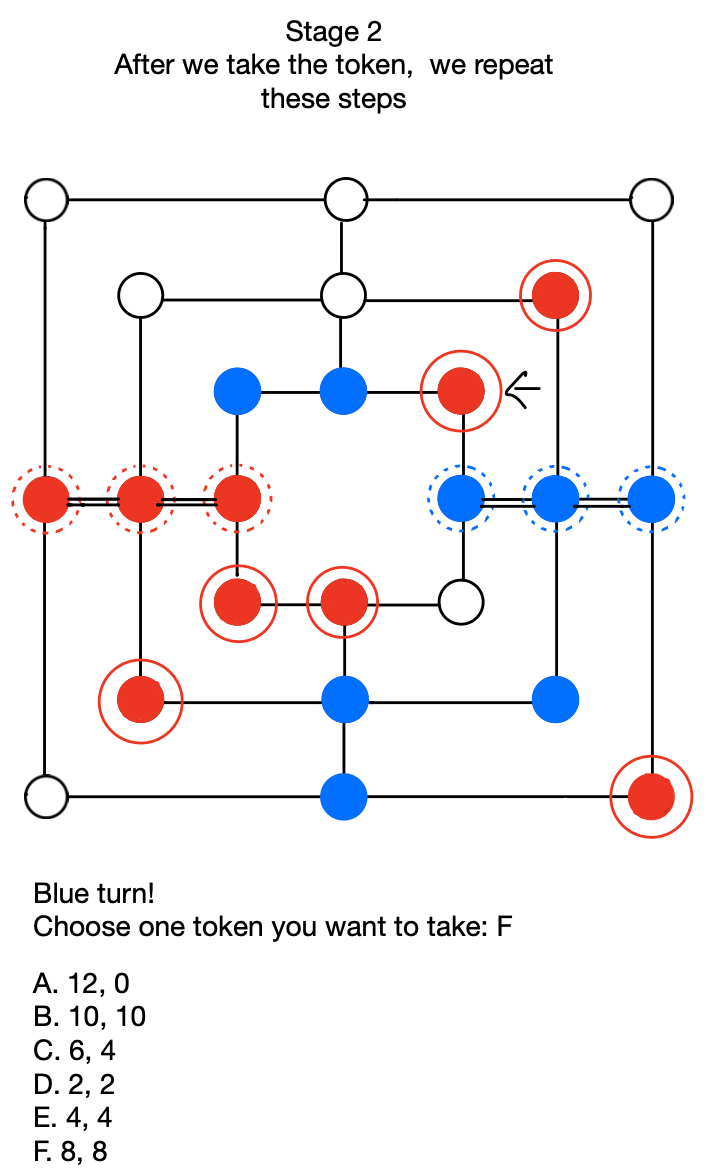 Stage 2
After we take the token, we repeat
these steps
Blue turn!
Choose one token you want to take: F
A. 12, 0
B. 10, 10
C. 6, 4
D. 2, 2
E. 4, 4
F. 8, 8